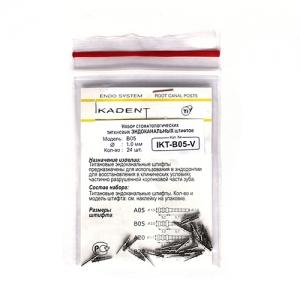 ENDO SYSTEM ROOT CANAL POSTS
IKADENT
Ti
Набор стоматологических
титановых ЭНДОКАНАЛЬНЫХ штифтов
Модель: B05
Ø : 1.0 мм
Кол-во : 24 шт.
IKT-B05-V
Назначение изделия:
Титановые эндоканальные штифты
предназначены для использования в эндодонтии
для восстановления в клинических условиях,
частично разрушенной коронковой части зуба
Состав набора:
Титановые эндоканальные штифты. Кол-во и
модель штифта: см. наклейку на упаковке.
Размеры
штифта
A05
B05